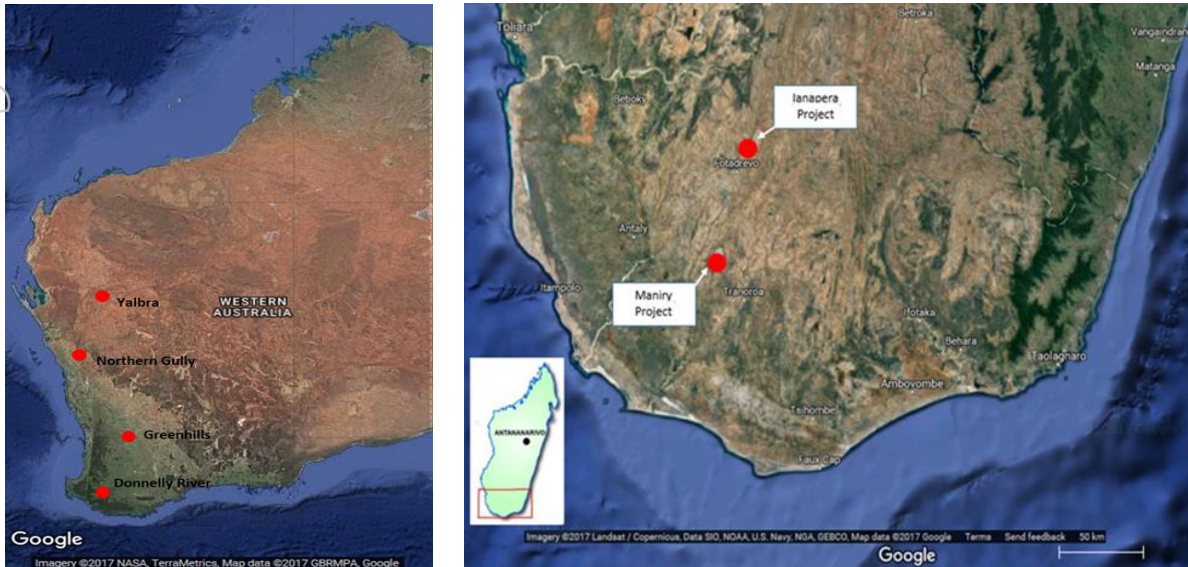 WESTERN
AUSTRALIA
Yalbra
Northern Gully
Greenhills
Donnelly River
Google
Imagery ©2017 NASA, TerraMetrics, Map data ©2017 GBRMPA, Google
Toliara
Betroka
Vangaindrano
Matanga
Betioky
Ianapera
Project
Fotadrevo
Antaly
Itampolo
Tranoroa
Maniry
Project
Ifotaka
Behara
Taolagnaro
Ambovombe
Tsihombe
Faux Cap
ANTANANARIVO
Imagery ©2017 Landsat / Copernicus, Data SIO, NOAA, U.S. Navy, NGA, GEBCO, Map data ©2017 Google Terms Send feedback 50 km
Google